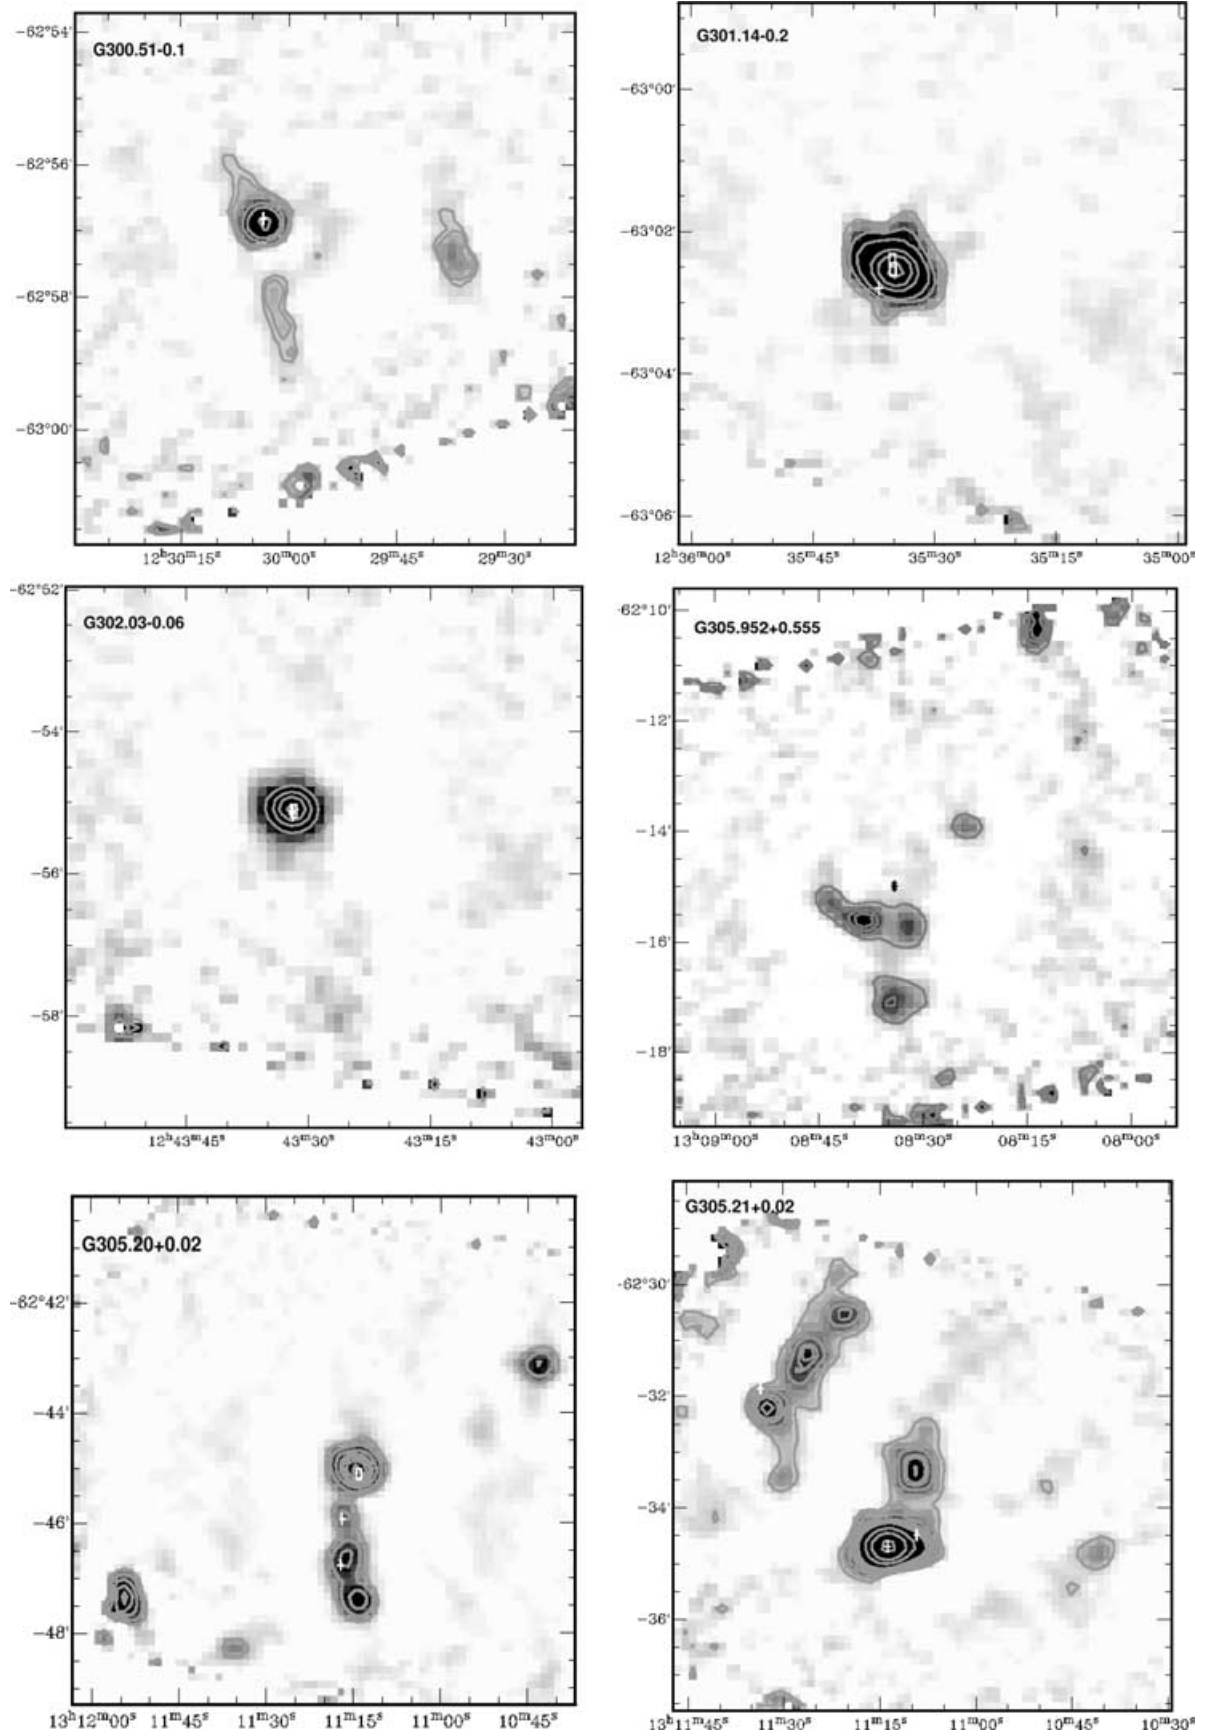 G300.51-0.1
−62°54′
−62°56′
−62°58′
−63°00′
12ʰ30ᵐ15ˢ 30ᵐ00ˢ 29ᵐ45ˢ 29ᵐ30ˢ
G301.14-0.2
−63°00′
−63°02′
−63°04′
−63°06′
12ʰ36ᵐ00ˢ 35ᵐ45ˢ 35ᵐ30ˢ 35ᵐ15ˢ 35ᵐ00ˢ
G302.03-0.06
−62°52′
−54′
−56′
−58′
12ʰ43ᵐ45ˢ 43ᵐ30ˢ 43ᵐ15ˢ 43ᵐ00ˢ
G305.952+0.555
-62°10′
−12′
−14′
−16′
−18′
13ʰ09ᵐ00ˢ 08ᵐ45ˢ 08ᵐ30ˢ 08ᵐ15ˢ 08ᵐ00ˢ
G305.20+0.02
−62°42′
−44′
−46′
−48′
13ʰ12ᵐ00ˢ 11ᵐ45ˢ 11ᵐ30ˢ 11ᵐ15ˢ 11ᵐ00ˢ 10ᵐ45ˢ
G305.21+0.02
-62°30′
−32′
−34′
−36′
13ʰ11ᵐ45ˢ 11ᵐ30ˢ 11ᵐ15ˢ 11ᵐ00ˢ 10ᵐ45ˢ 10ᵐ30ˢ